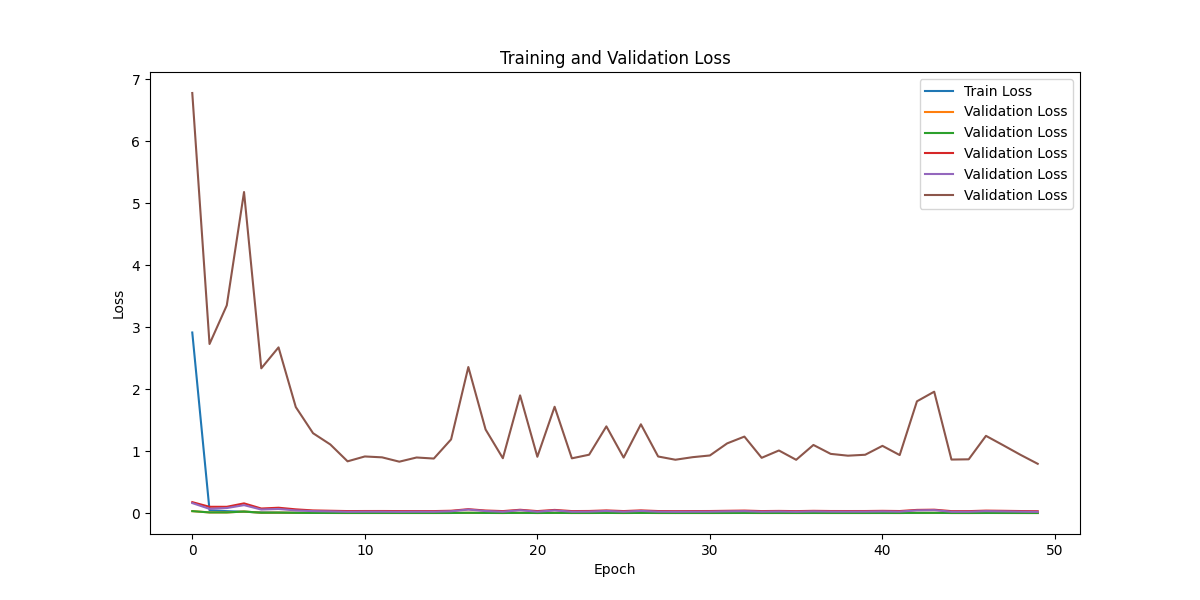 Training and Validation Loss
7
6
5
4
3
2
1
0
Loss
Train Loss
Validation Loss
Validation Loss
Validation Loss
Validation Loss
Validation Loss
0 10 20 30 40 50
Epoch